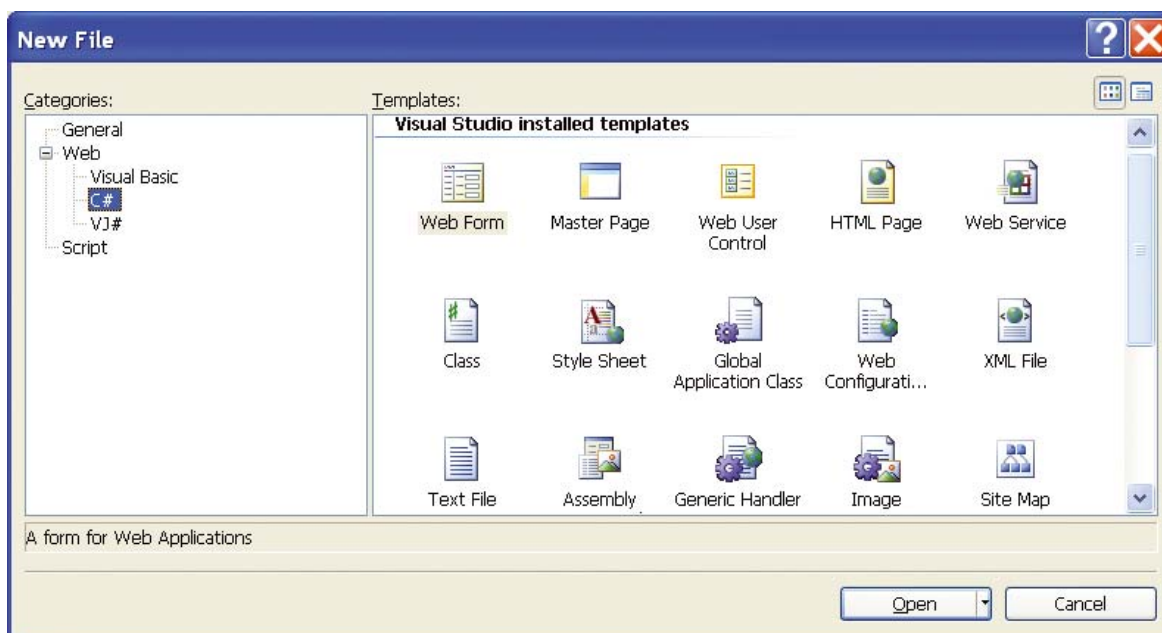 New File
Categories:
Templates:
General
Web
Visual Basic
C#
VJ#
Script
Visual Studio installed templates
Web Form
Master Page
Web User
Control
HTML Page
Web Service
Class
Style Sheet
Global
Application Class
Web
Configurati...
XML File
Text File
Assembly
Generic Handler
Image
Site Map
A form for Web Applications
Open
Cancel